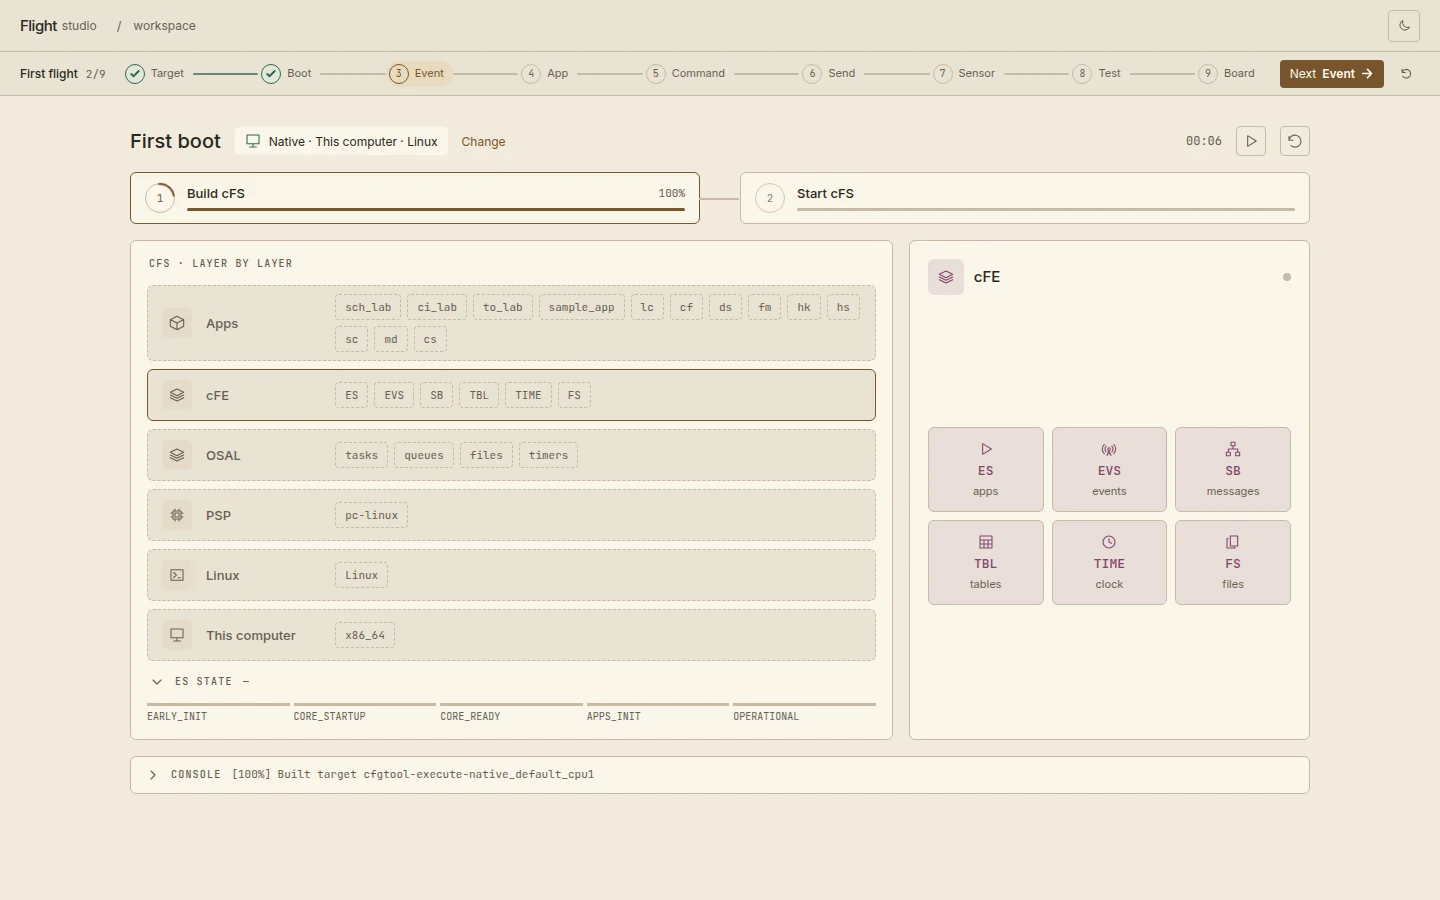 Flight studio / workspace
First flight 2/9 Target Boot 3 Event 4 App 5 Command 6 Send 7 Sensor 8 Test 9 Board Next Event
First boot Native · This computer · Linux Change 00:06
1 Build cFS 100%
2 Start cFS
CFS · LAYER BY LAYER
Apps sch_lab ci_lab to_lab sample_app lc cf ds fm hk hs
sc md cs
cFE ES EVS SB TBL TIME FS
OSAL tasks queues files timers
PSP pc-linux
Linux Linux
This computer x86_64
ES STATE —
EARLY_INIT CORE_STARTUP CORE_READY APPS_INIT OPERATIONAL
cFE
ES EVS SB
apps events messages
TBL TIME FS
tables clock files
CONSOLE [100%] Built target cfgtool-execute-native_default_cpu1